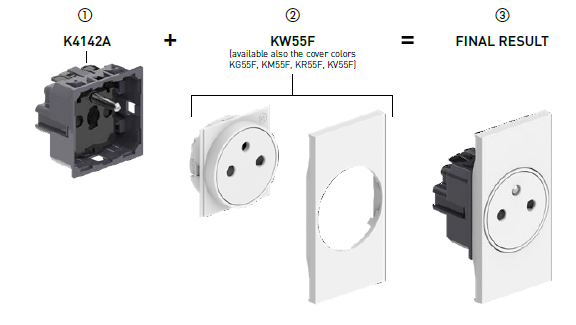 ① ② ③
K4142A + KW55F = FINAL RESULT
(available also the cover colors
KG55F, KM55F, KR55F, KV55F)